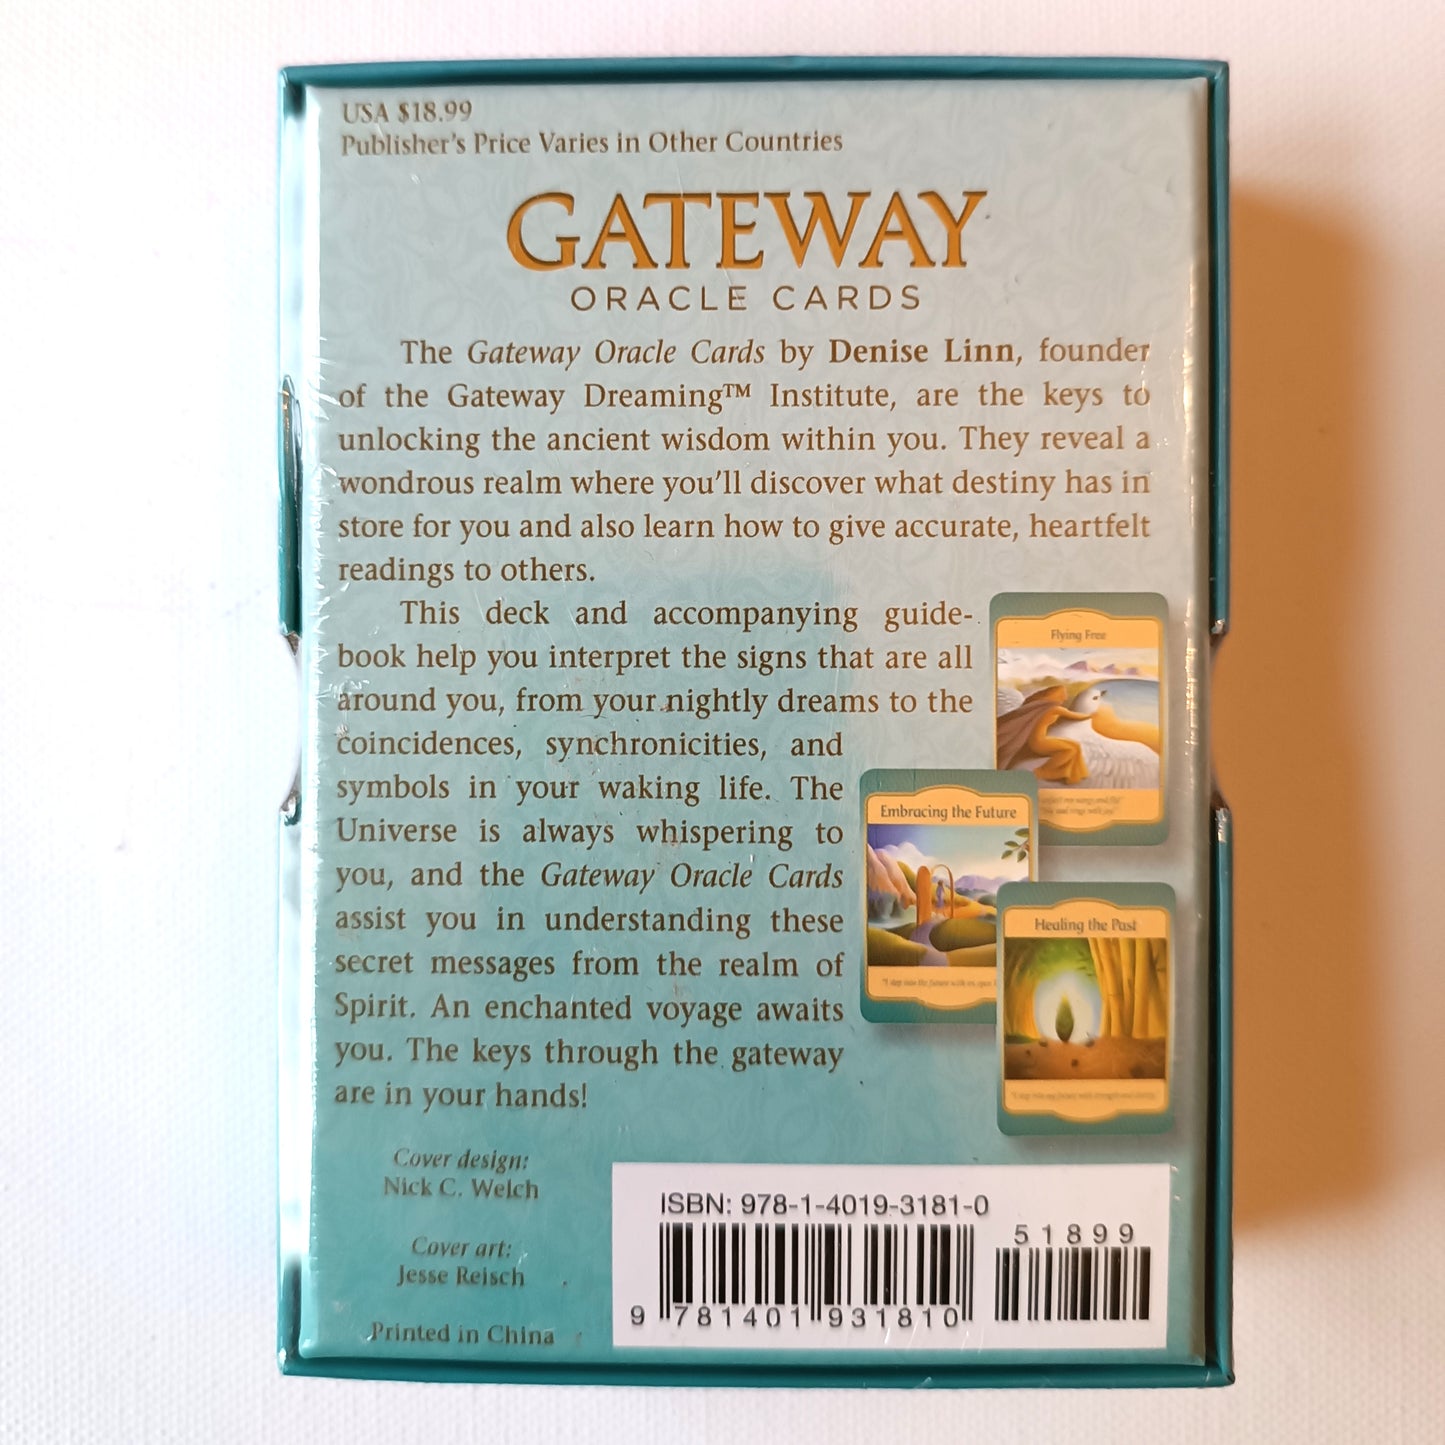 USA $18.99
Publisher's Price Varies in Other Countries
GATEWAY
ORACLE CARDS
The Gateway Oracle Cards by Denise Linn, founder
of the Gateway Dreaming™ Institute, are the keys to
unlocking the ancient wisdom within you. They reveal a
wondrous realm where you'll discover what destiny has in
store for you and also learn how to give accurate, heartfelt
readings to others.
This deck and accompanying guide-
book help you interpret the signs that are all
around you, from your nightly dreams to the
coincidences, synchronicities, and
symbols in your waking life. The
Universe is always whispering to
you, and the Gateway Oracle Cards
assist you in understanding these
secret messages from the realm of
Spirit. An enchanted voyage awaits
you. The keys through the gateway
are in your hands!
Flying Free
Embracing the Future
"I step into the future with
Healing the Past
Cover design:
Nick C. Welch
Cover art:
Jesse Reisch
Printed in China
ISBN: 978-1-4019-3181-0
51899
9 781401 931810